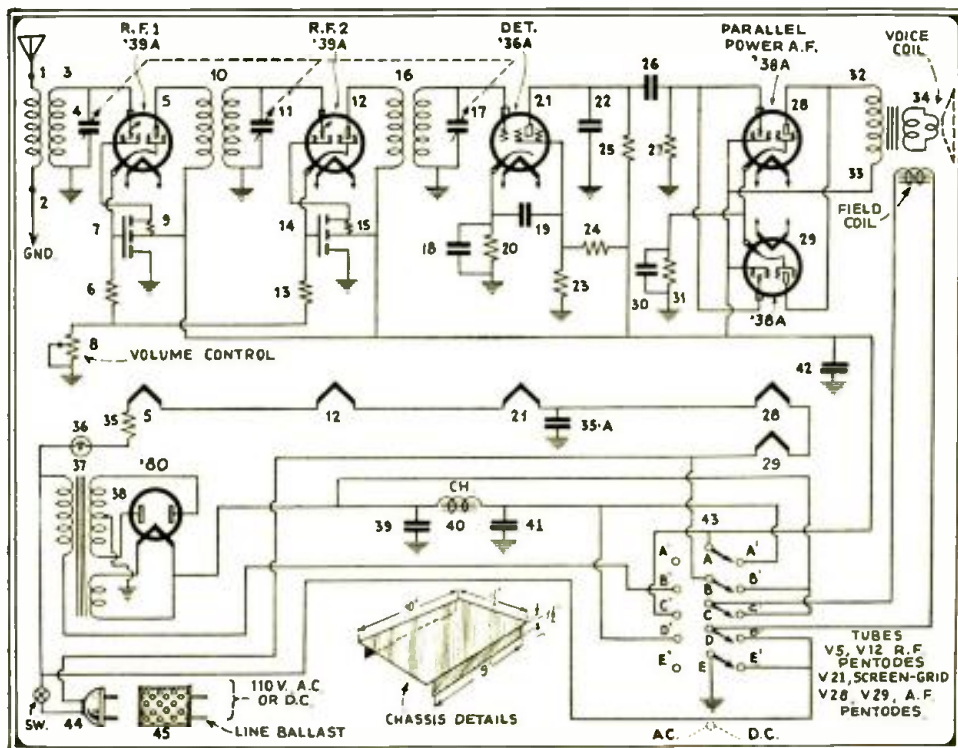 R.F.1 '39A
R.F.2 '39A
DET. '36A
PARALLEL POWER A.F. '38A
VOICE COIL
1 3 4 5 10 11 12 16 17 21 22 26 25 27 28 32 34
2
GND.
7 9 14 15 18 20 19 24 23 30 31 29 33
FIELD COIL
'38A
6 13
8 VOLUME CONTROL
42
35 5 12 21 35·A 28
36
29
37 38 '80
CH
39 40 41 43
A' A A'
B' B B'
C' C C'
D' D
E' E E'
10"
9
TUBES
V5, V12 R.F.
PENTODES
V21, SCREEN-GRID
V28, V29, A.F.
PENTODES
SW. 44 45
110 V. A.C.
OR D.C.
LINE BALLAST
CHASSIS DETAILS
A.C. D.C.